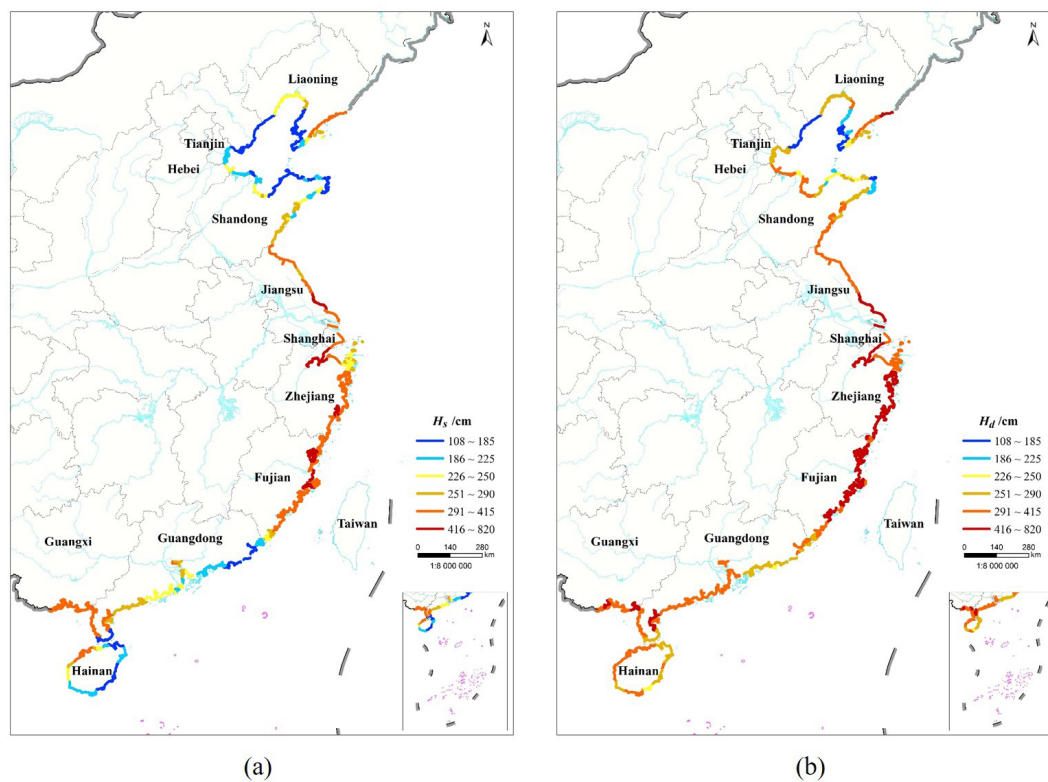 N
Liaoning
Tianjin
Hebei
Shandong
Jiangsu
Shanghai
Zhejiang
Fujian
Taiwan
Guangxi
Guangdong
Hainan
Hs /cm
108 ~ 185
186 ~ 225
226 ~ 250
251 ~ 290
291 ~ 415
416 ~ 820
0 140 280
km
1:8 000 000
(a)
N
Liaoning
Tianjin
Hebei
Shandong
Jiangsu
Shanghai
Zhejiang
Fujian
Taiwan
Guangxi
Guangdong
Hainan
Hd /cm
108 ~ 185
186 ~ 225
226 ~ 250
251 ~ 290
291 ~ 415
416 ~ 820
0 140 280
km
1:8 000 000
(b)